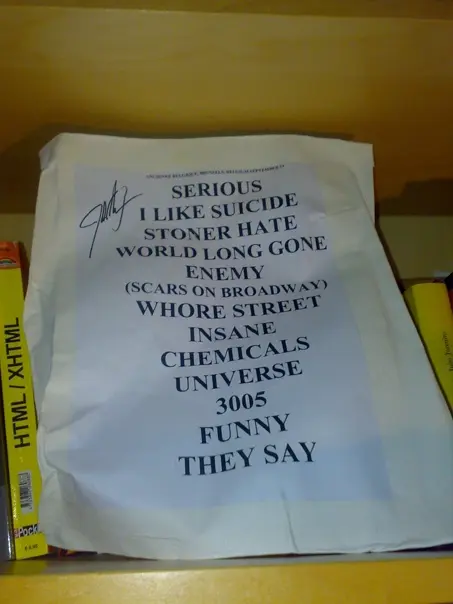 SERIOUS
I LIKE SUICIDE
STONER HATE
WORLD LONG GONE
ENEMY
(SCARS ON BROADWAY)
WHORE STREET
INSANE
CHEMICALS
UNIVERSE
3005
FUNNY
THEY SAY
HTML / XHTML
Pocket